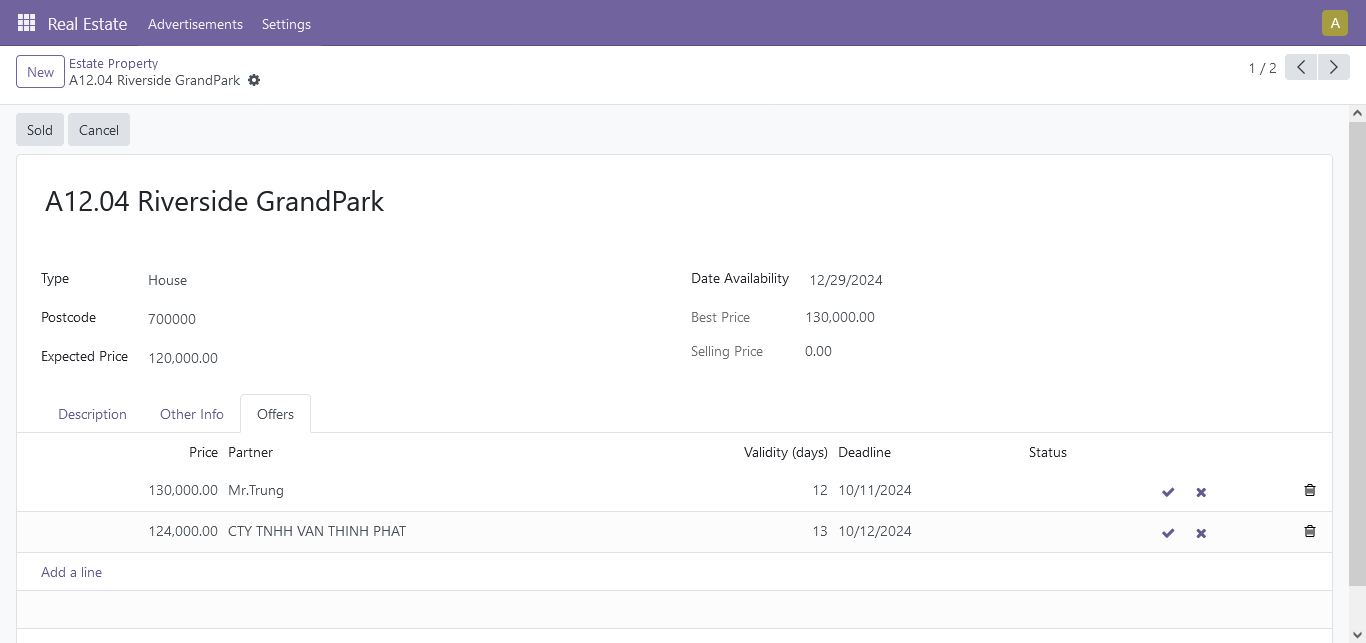 Real Estate Advertisements Settings A
New Estate Property
A12.04 Riverside GrandPark
1 / 2
Sold Cancel
A12.04 Riverside GrandPark
Type House
Date Availability 12/29/2024
Postcode 700000
Best Price 130,000.00
Expected Price 120,000.00
Selling Price 0.00
Description Other Info Offers
Price Partner Validity (days) Deadline Status
130,000.00 Mr.Trung 12 10/11/2024
124,000.00 CTY TNHH VAN THINH PHAT 13 10/12/2024
Add a line